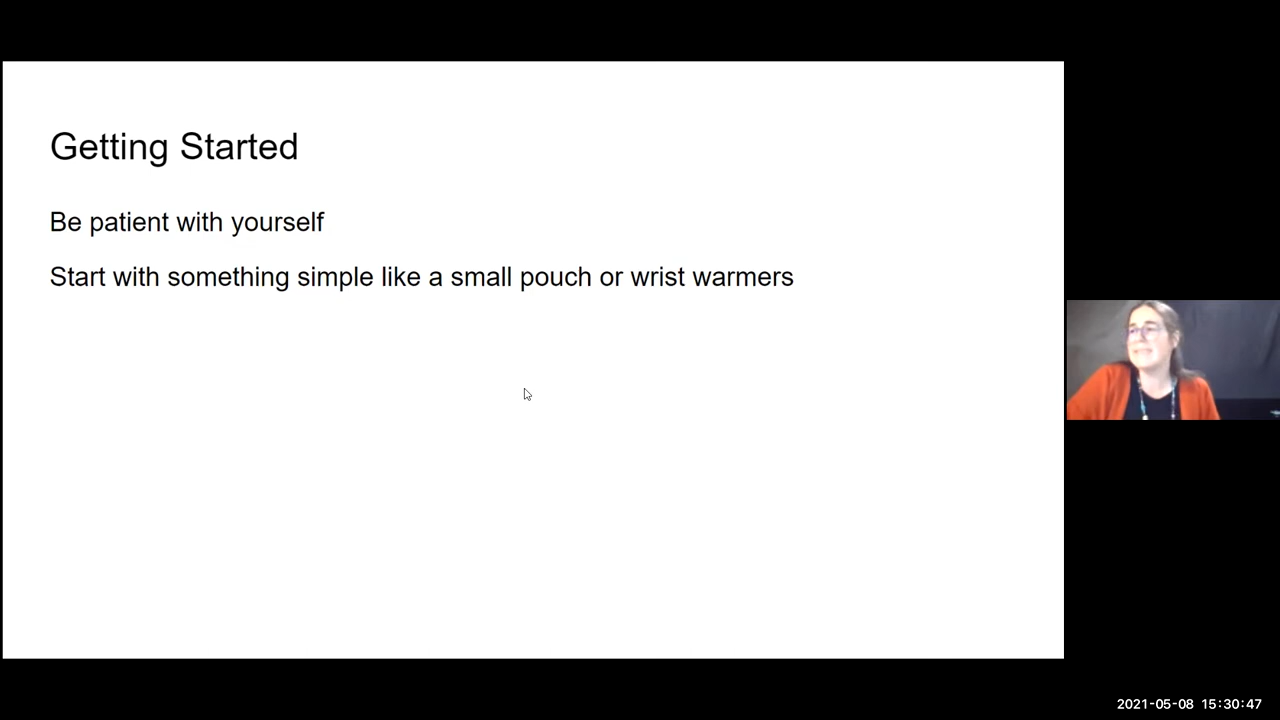 Getting Started
Be patient with yourself
Start with something simple like a small pouch or wrist warmers
2021-05-08 15:30:47